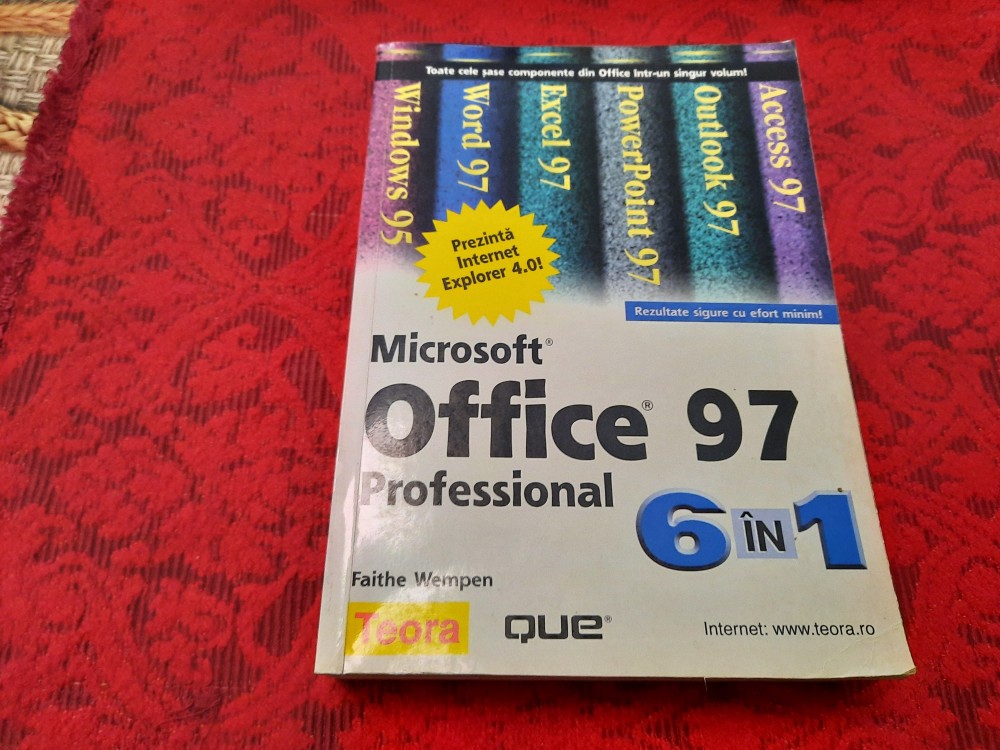 Toate cele șase componente din Office într-un singur volum!
Windows 95
Word 97
Excel 97
PowerPoint 97
Outlook 97
Access 97
Prezintă
Internet
Explorer 4.0!
Rezultate sigure cu efort minim!
Microsoft®
Office® 97
Professional
6 ÎN 1
Faithe Wempen
Teora
QUE®
Internet: www.teora.ro